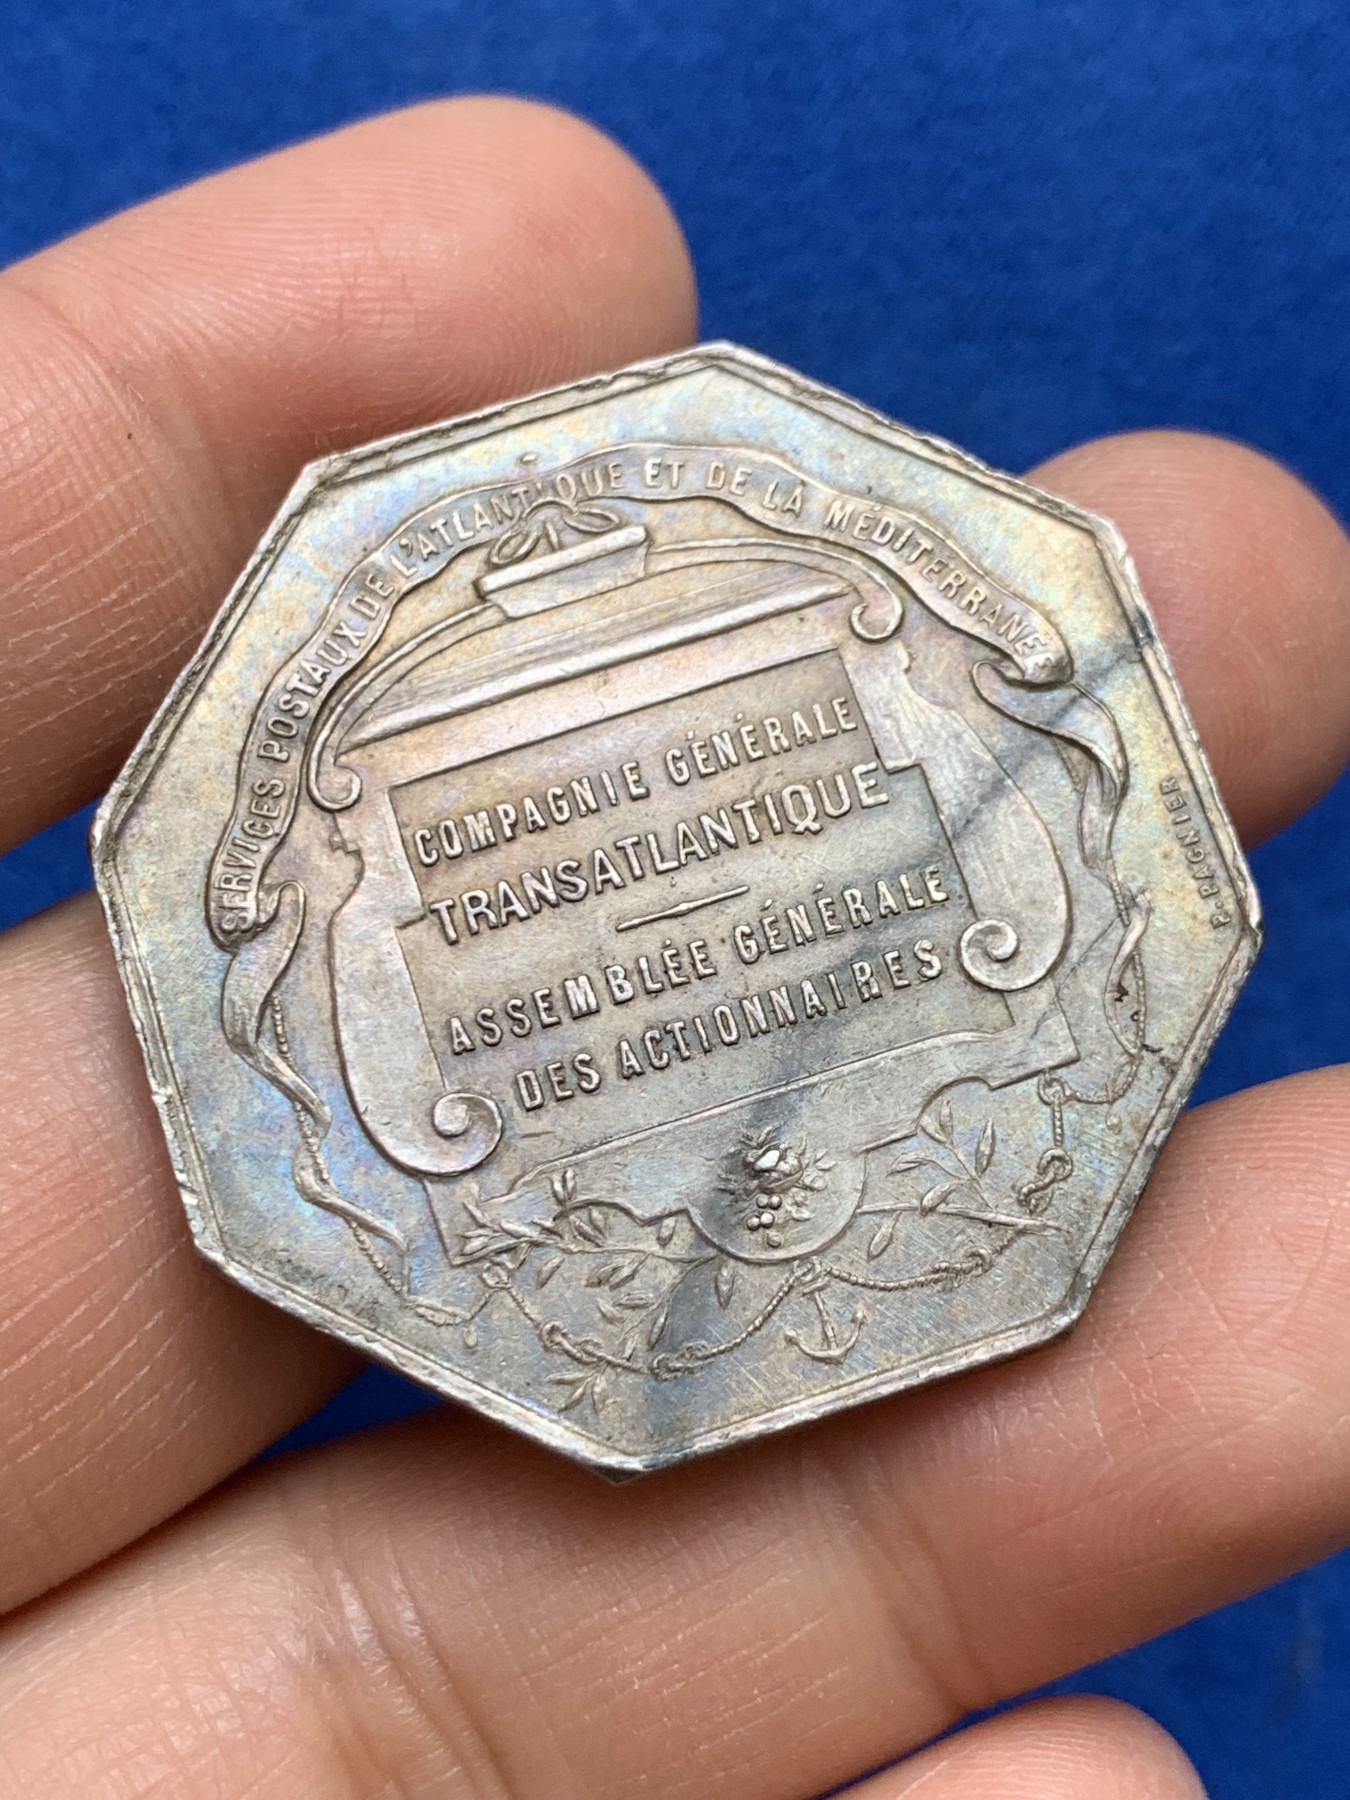 SERVICES POSTAUX DE L'ATLANTIQUE ET DE LA MÉDITERRANÉE
COMPAGNIE GÉNÉRALE
TRANSATLANTIQUE
ASSEMBLÉE GÉNÉRALE
DES ACTIONNAIRES
P. RAGNIER